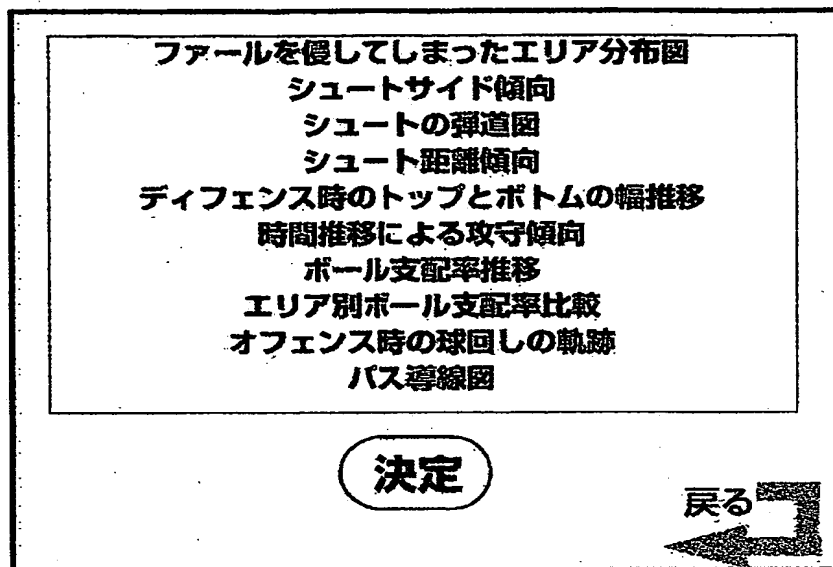 ファールを侵してしまったエリア分布図
シュートサイド傾向
シュートの弾道図
シュート距離傾向
ディフェンス時のトップとボトムの幅推移
時間推移による攻守傾向
ボール支配率推移
エリア別ボール支配率比較
オフェンス時の球回しの軌跡
パス導線図
決定
戻る